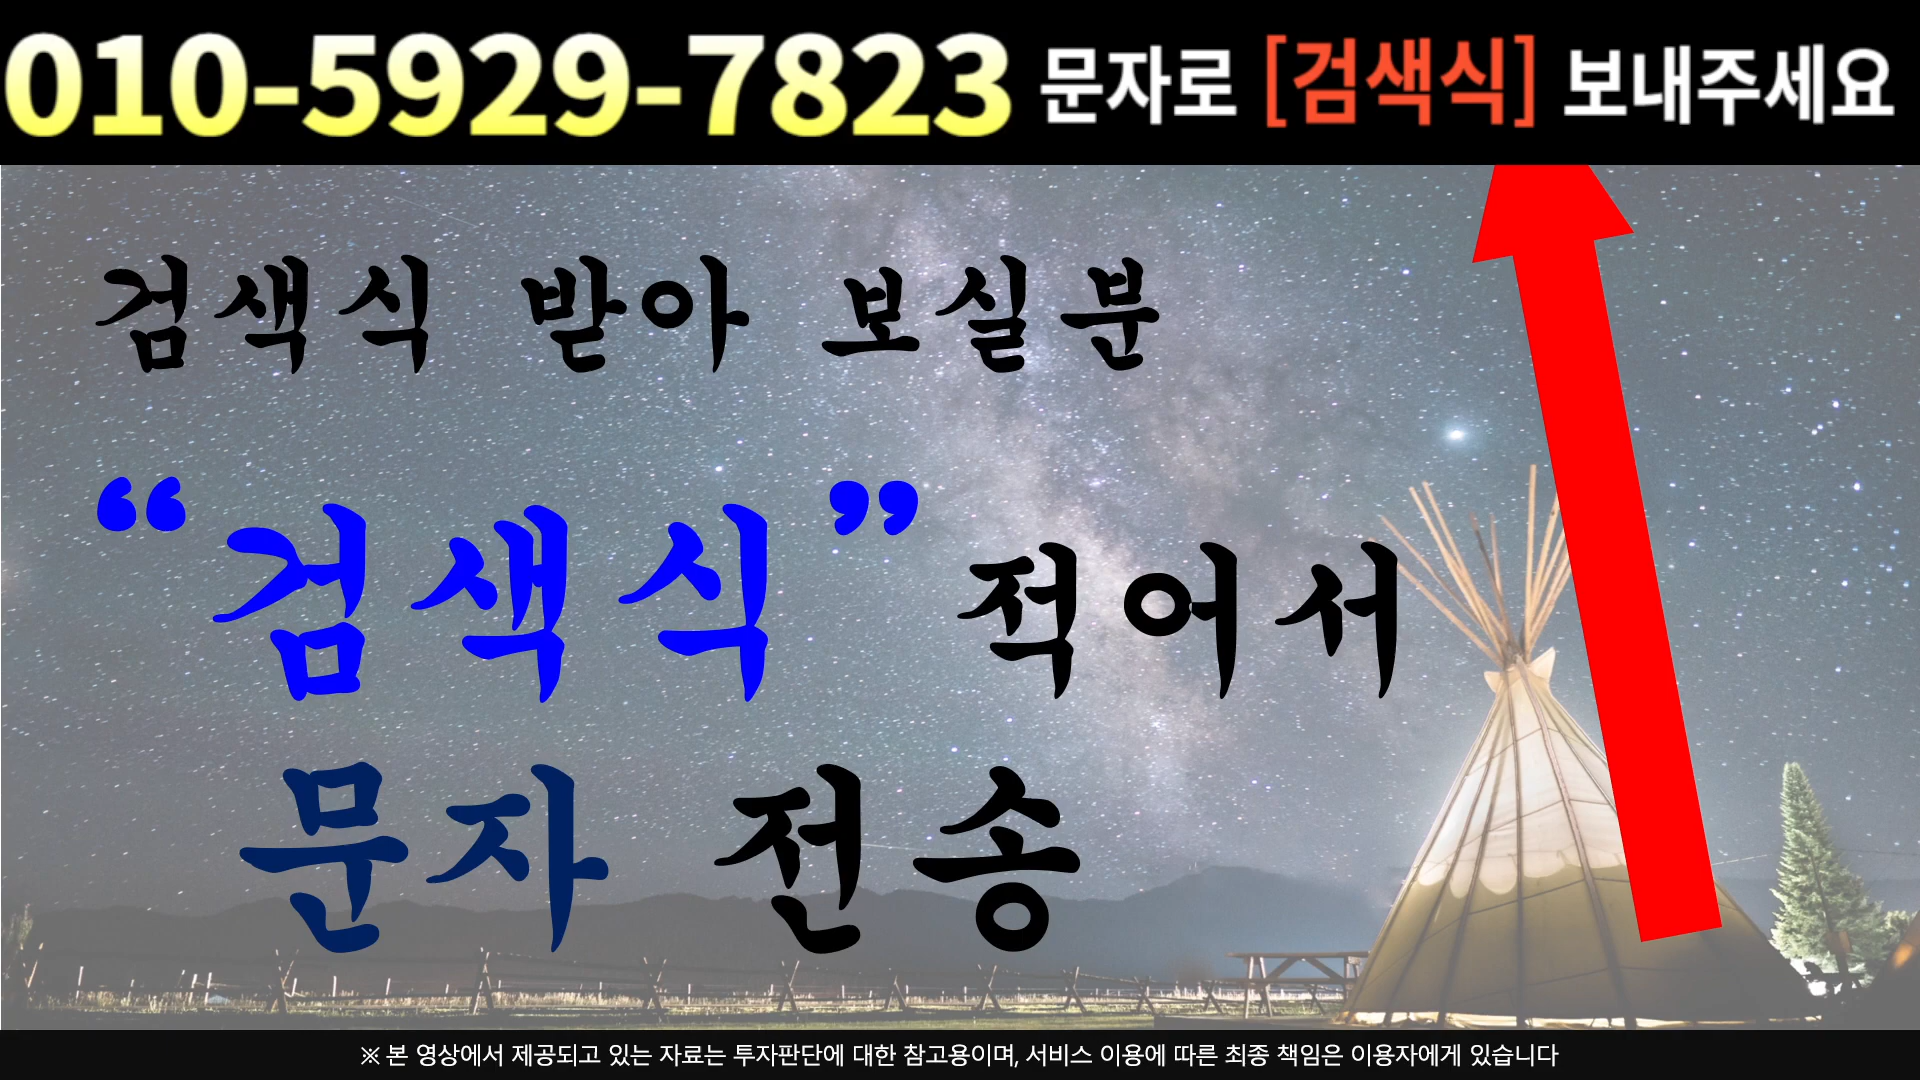 010-5929-7823 문자로 [검색식] 보내주세요
검색식 받아 보실분
“검색식” 적어서
문자 전송
※ 본 영상에서 제공되고 있는 자료는 투자판단에 대한 참고용이며, 서비스 이용에 따른 최종 책임은 이용자에게 있습니다